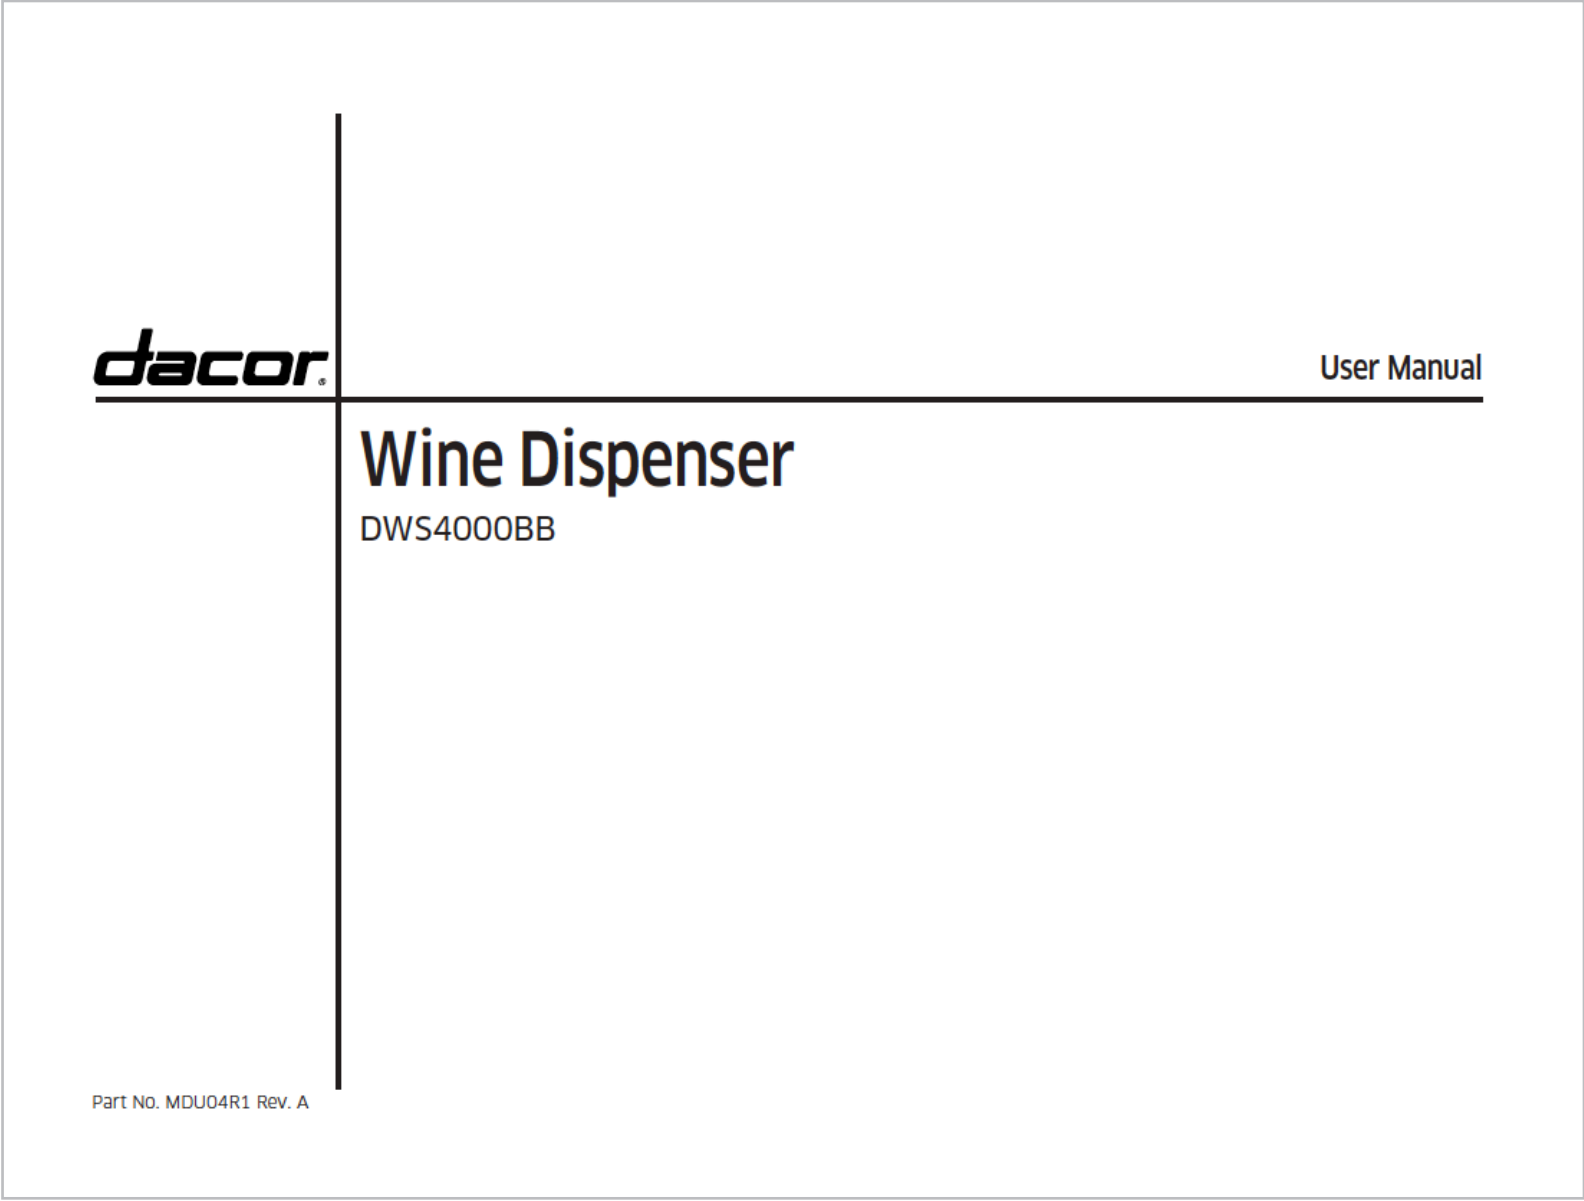 dacor®
User Manual
Wine Dispenser
DWS4000BB
Part No. MDU04R1 Rev. A